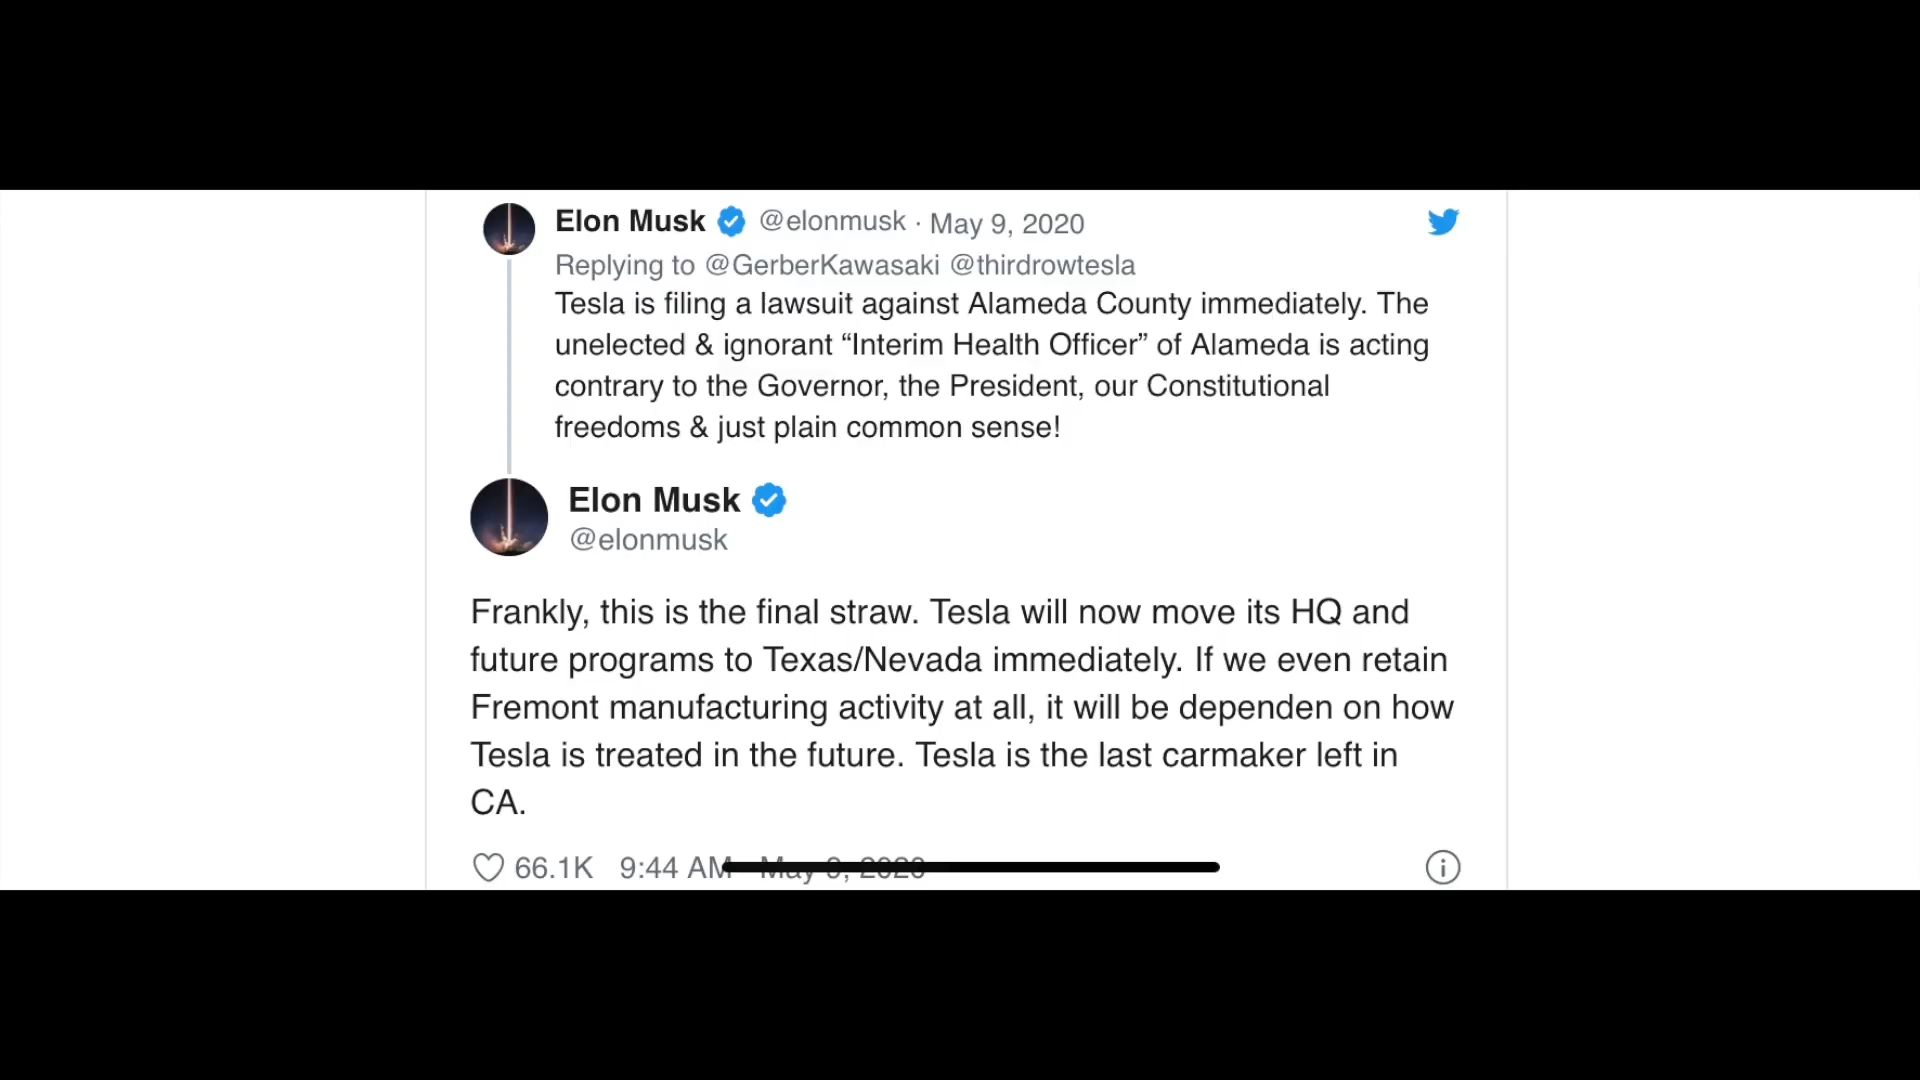 Elon Musk @elonmusk · May 9, 2020
Replying to @GerberKawasaki @thirdrowtesla
Tesla is filing a lawsuit against Alameda County immediately. The
unelected & ignorant “Interim Health Officer” of Alameda is acting
contrary to the Governor, the President, our Constitutional
freedoms & just plain common sense!
Elon Musk
@elonmusk
Frankly, this is the final straw. Tesla will now move its HQ and
future programs to Texas/Nevada immediately. If we even retain
Fremont manufacturing activity at all, it will be dependen on how
Tesla is treated in the future. Tesla is the last carmaker left in
CA.
66.1K 9:44 AM May 9, 2020